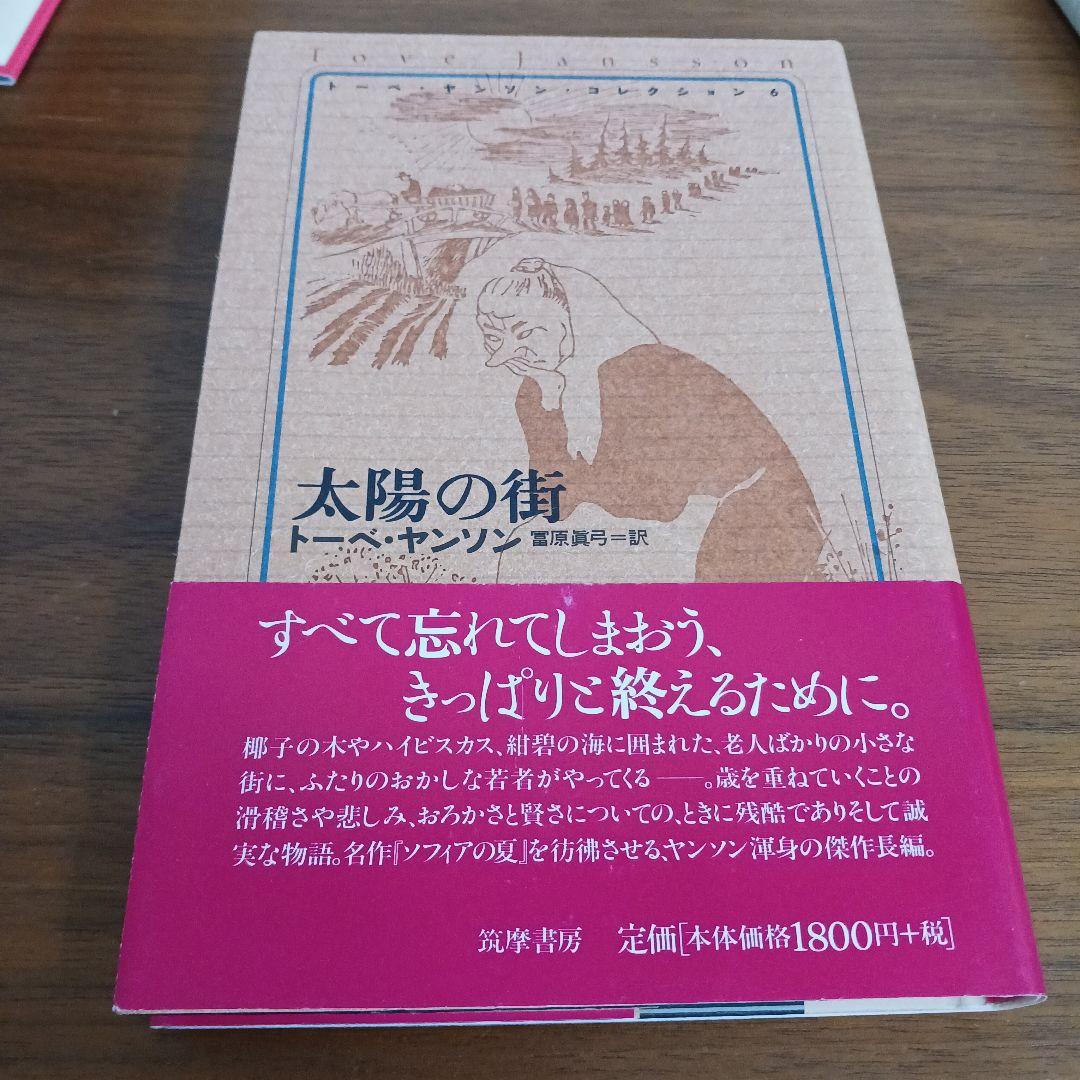 Tove Jansson
トーベ・ヤンソン・コレクション 6
太陽の街
トーベ・ヤンソン 冨原眞弓=訳
すべて忘れてしまおう、
きっぱりと終えるために。
椰子の木やハイビスカス、紺碧の海に囲まれた、老人ばかりの小さな
街に、ふたりのおかしな若者がやってくる――。歳を重ねていくことの
滑稽さや悲しみ、おろかさと賢さについての、ときに残酷でありそして誠
実な物語。名作『ソフィアの夏』を彷彿させる、ヤンソン渾身の傑作長編。
筑摩書房 定価[本体価格1800円+税]